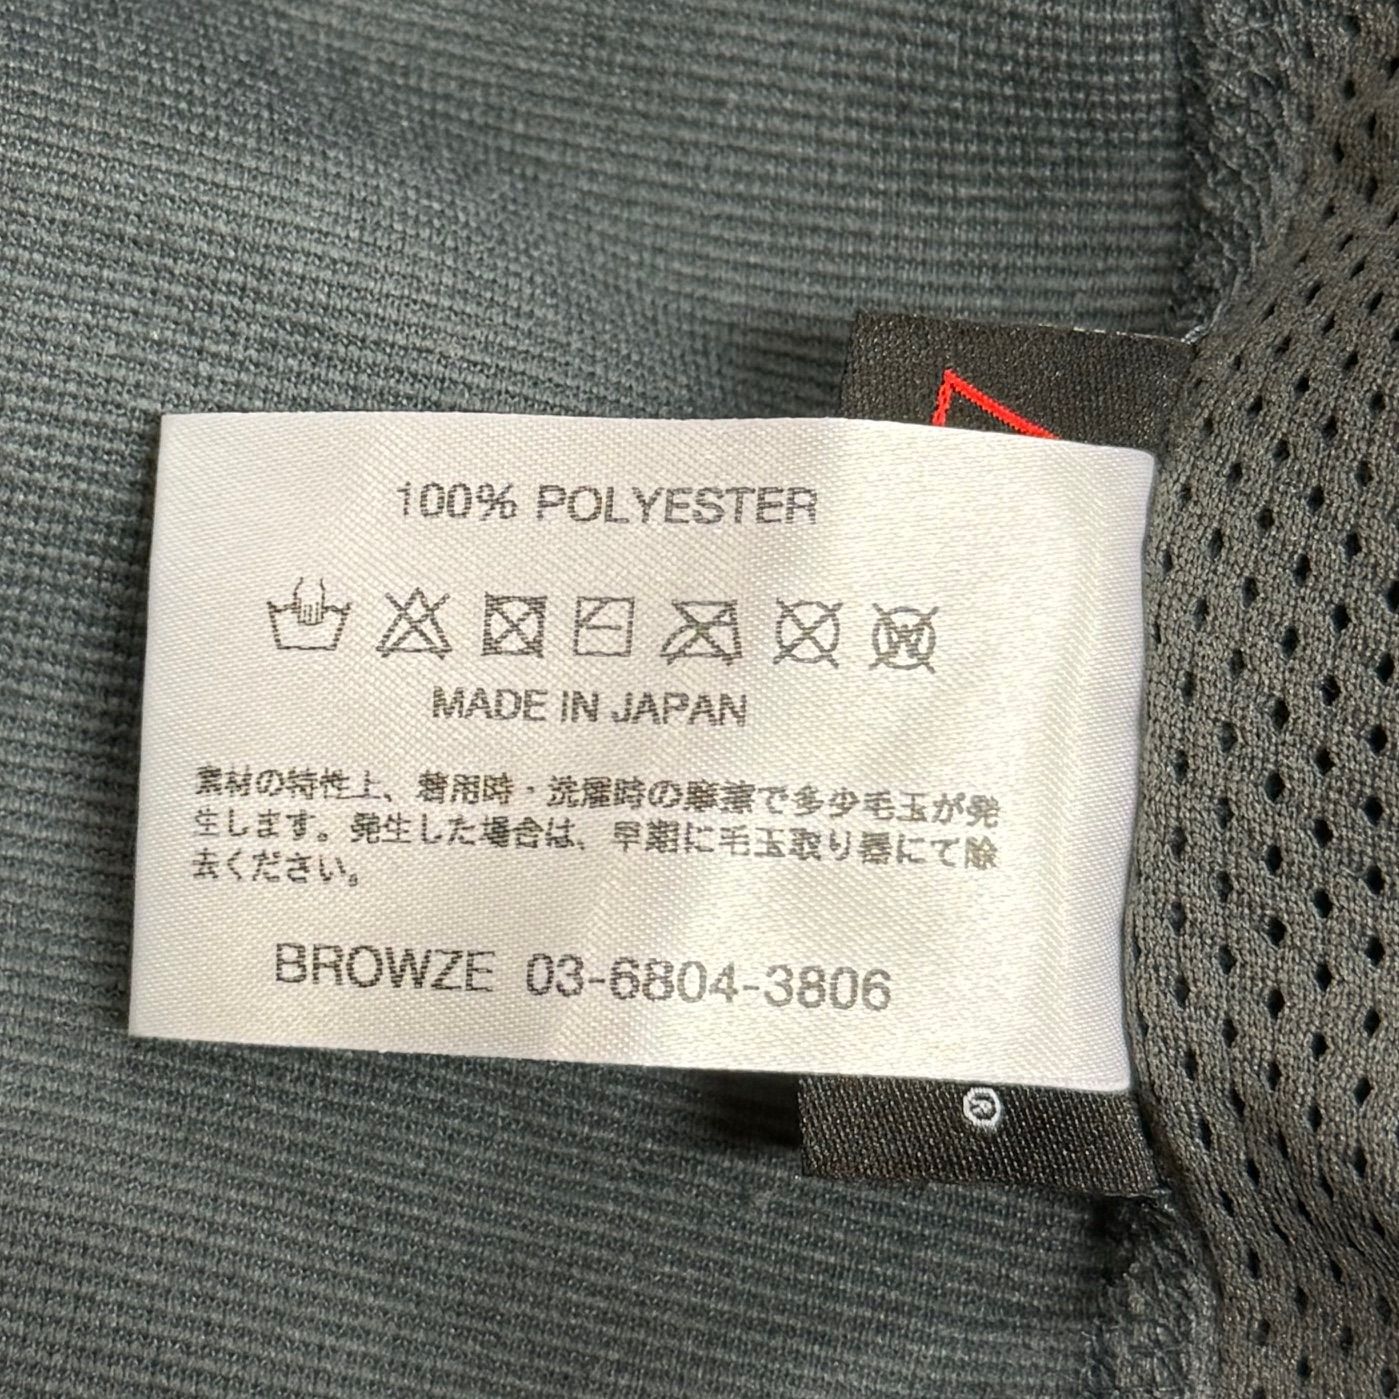 100% POLYESTER
MADE IN JAPAN
素材の特性上、着用時・洗濯時の摩擦で多少毛玉が発
生します。発生した場合は、早期に毛玉取り器にて除
去ください。
BROWZE 03-6804-3806
®